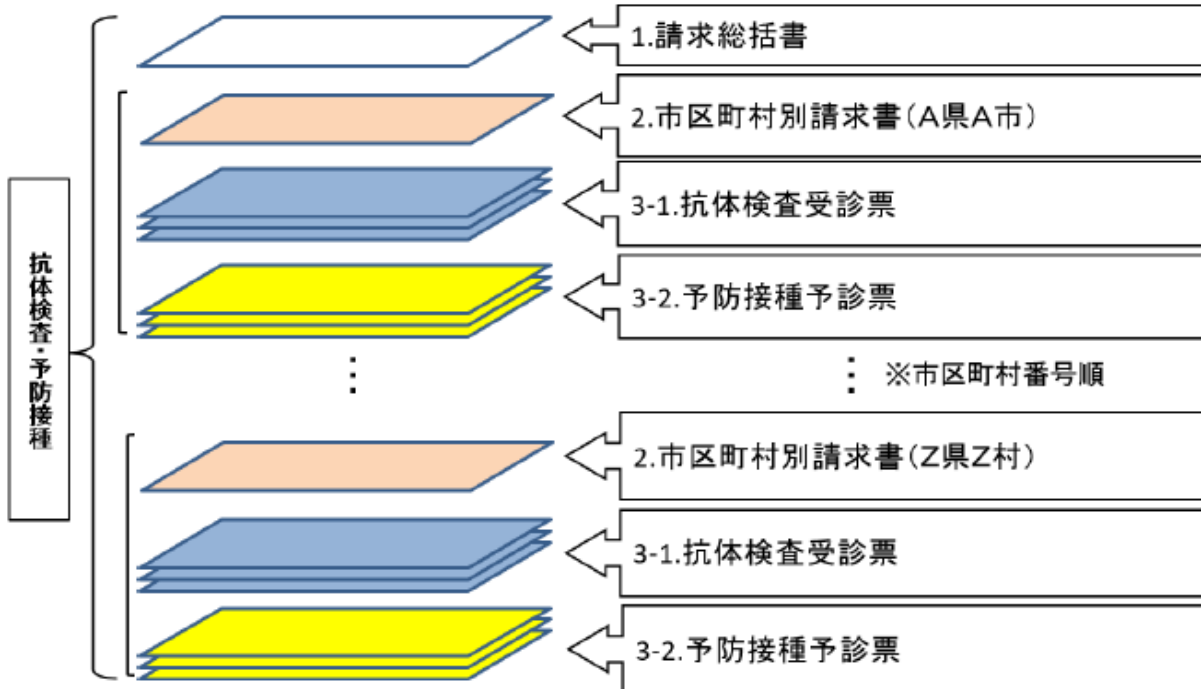 1.請求総括書
2.市区町村別請求書(A県A市)
3-1.抗体検査受診票
3-2.予防接種予診票
抗体検査・予防接種
⋮
⋮ ※市区町村番号順
2.市区町村別請求書(Z県Z村)
3-1.抗体検査受診票
3-2.予防接種予診票